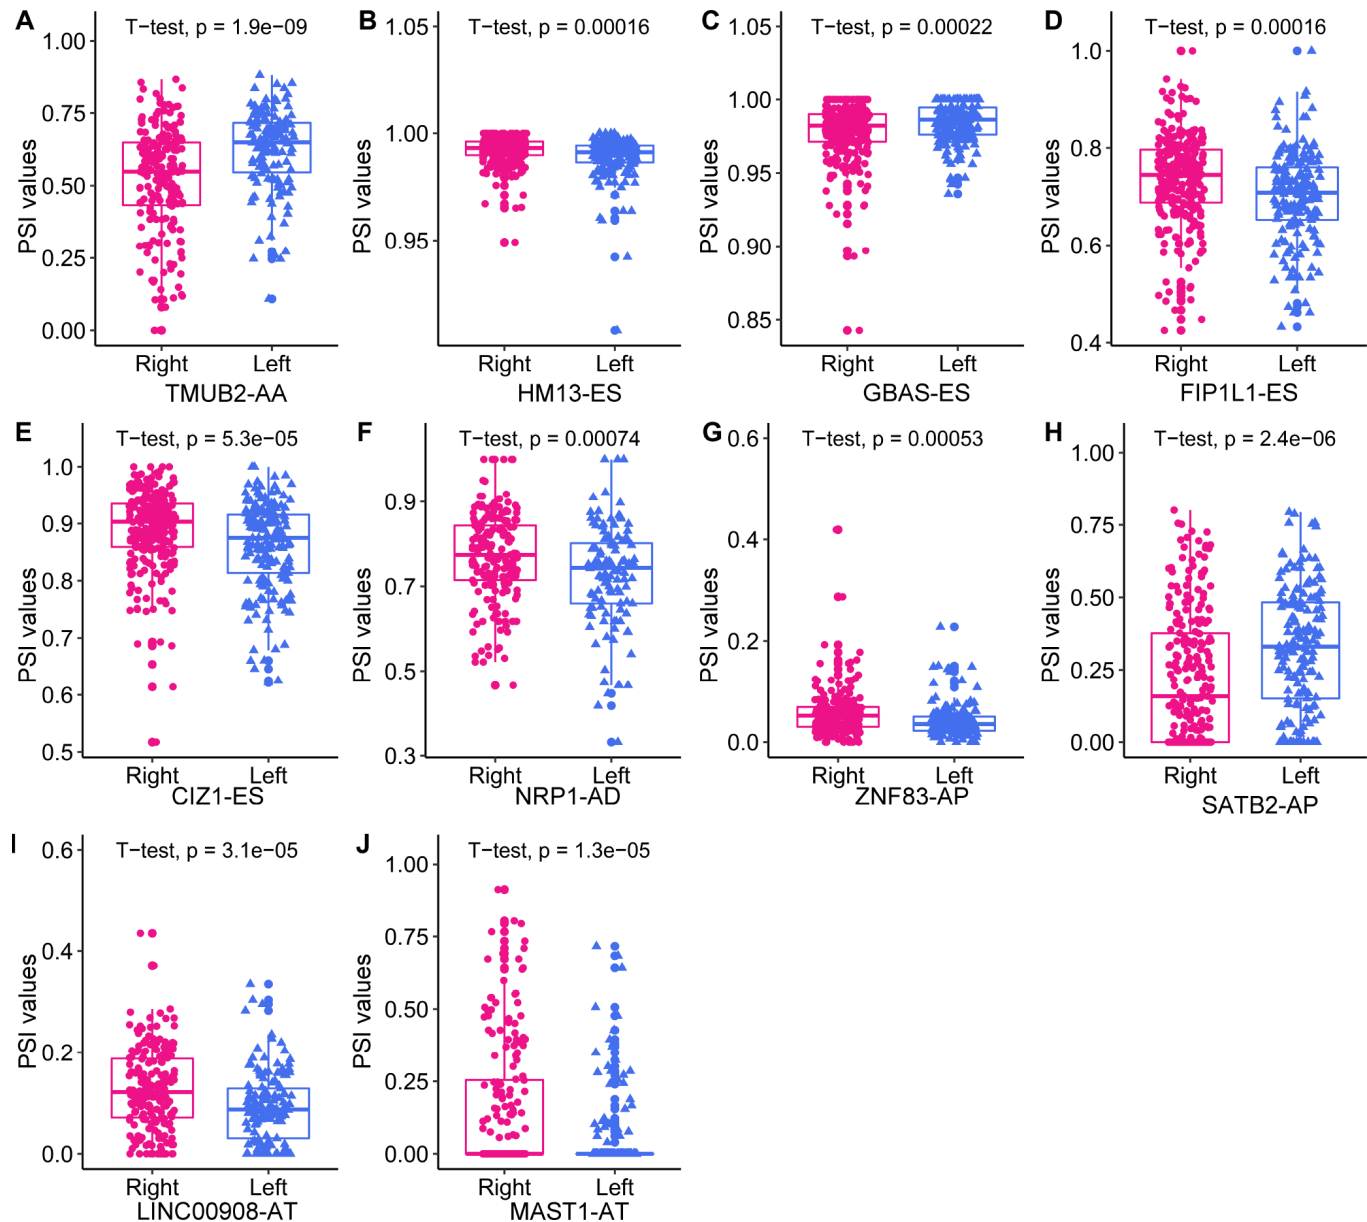 A
T−test, p = 1.9e−09
1.00
0.75
0.50
0.25
0.00
PSI values
Right
Left
TMUB2-AA
B
T−test, p = 0.00016
1.05
1.00
0.95
PSI values
Right
Left
HM13-ES
C
T−test, p = 0.00022
1.05
1.00
0.95
0.90
0.85
PSI values
Right
Left
GBAS-ES
D
T−test, p = 0.00016
1.0
0.8
0.6
0.4
PSI values
Right
Left
FIP1L1-ES
E
T−test, p = 5.3e−05
1.0
0.9
0.8
0.7
0.6
0.5
PSI values
Right
Left
CIZ1-ES
F
T−test, p = 0.00074
0.9
0.7
0.5
0.3
PSI values
Right
Left
NRP1-AD
G
T−test, p = 0.00053
0.6
0.4
0.2
0.0
PSI values
Right
Left
ZNF83-AP
H
T−test, p = 2.4e−06
1.00
0.75
0.50
0.25
0.00
PSI values
Right
Left
SATB2-AP
I
T−test, p = 3.1e−05
0.6
0.4
0.2
0.0
PSI values
Right
Left
LINC00908-AT
J
T−test, p = 1.3e−05
1.00
0.75
0.50
0.25
0.00
PSI values
Right
Left
MAST1-AT